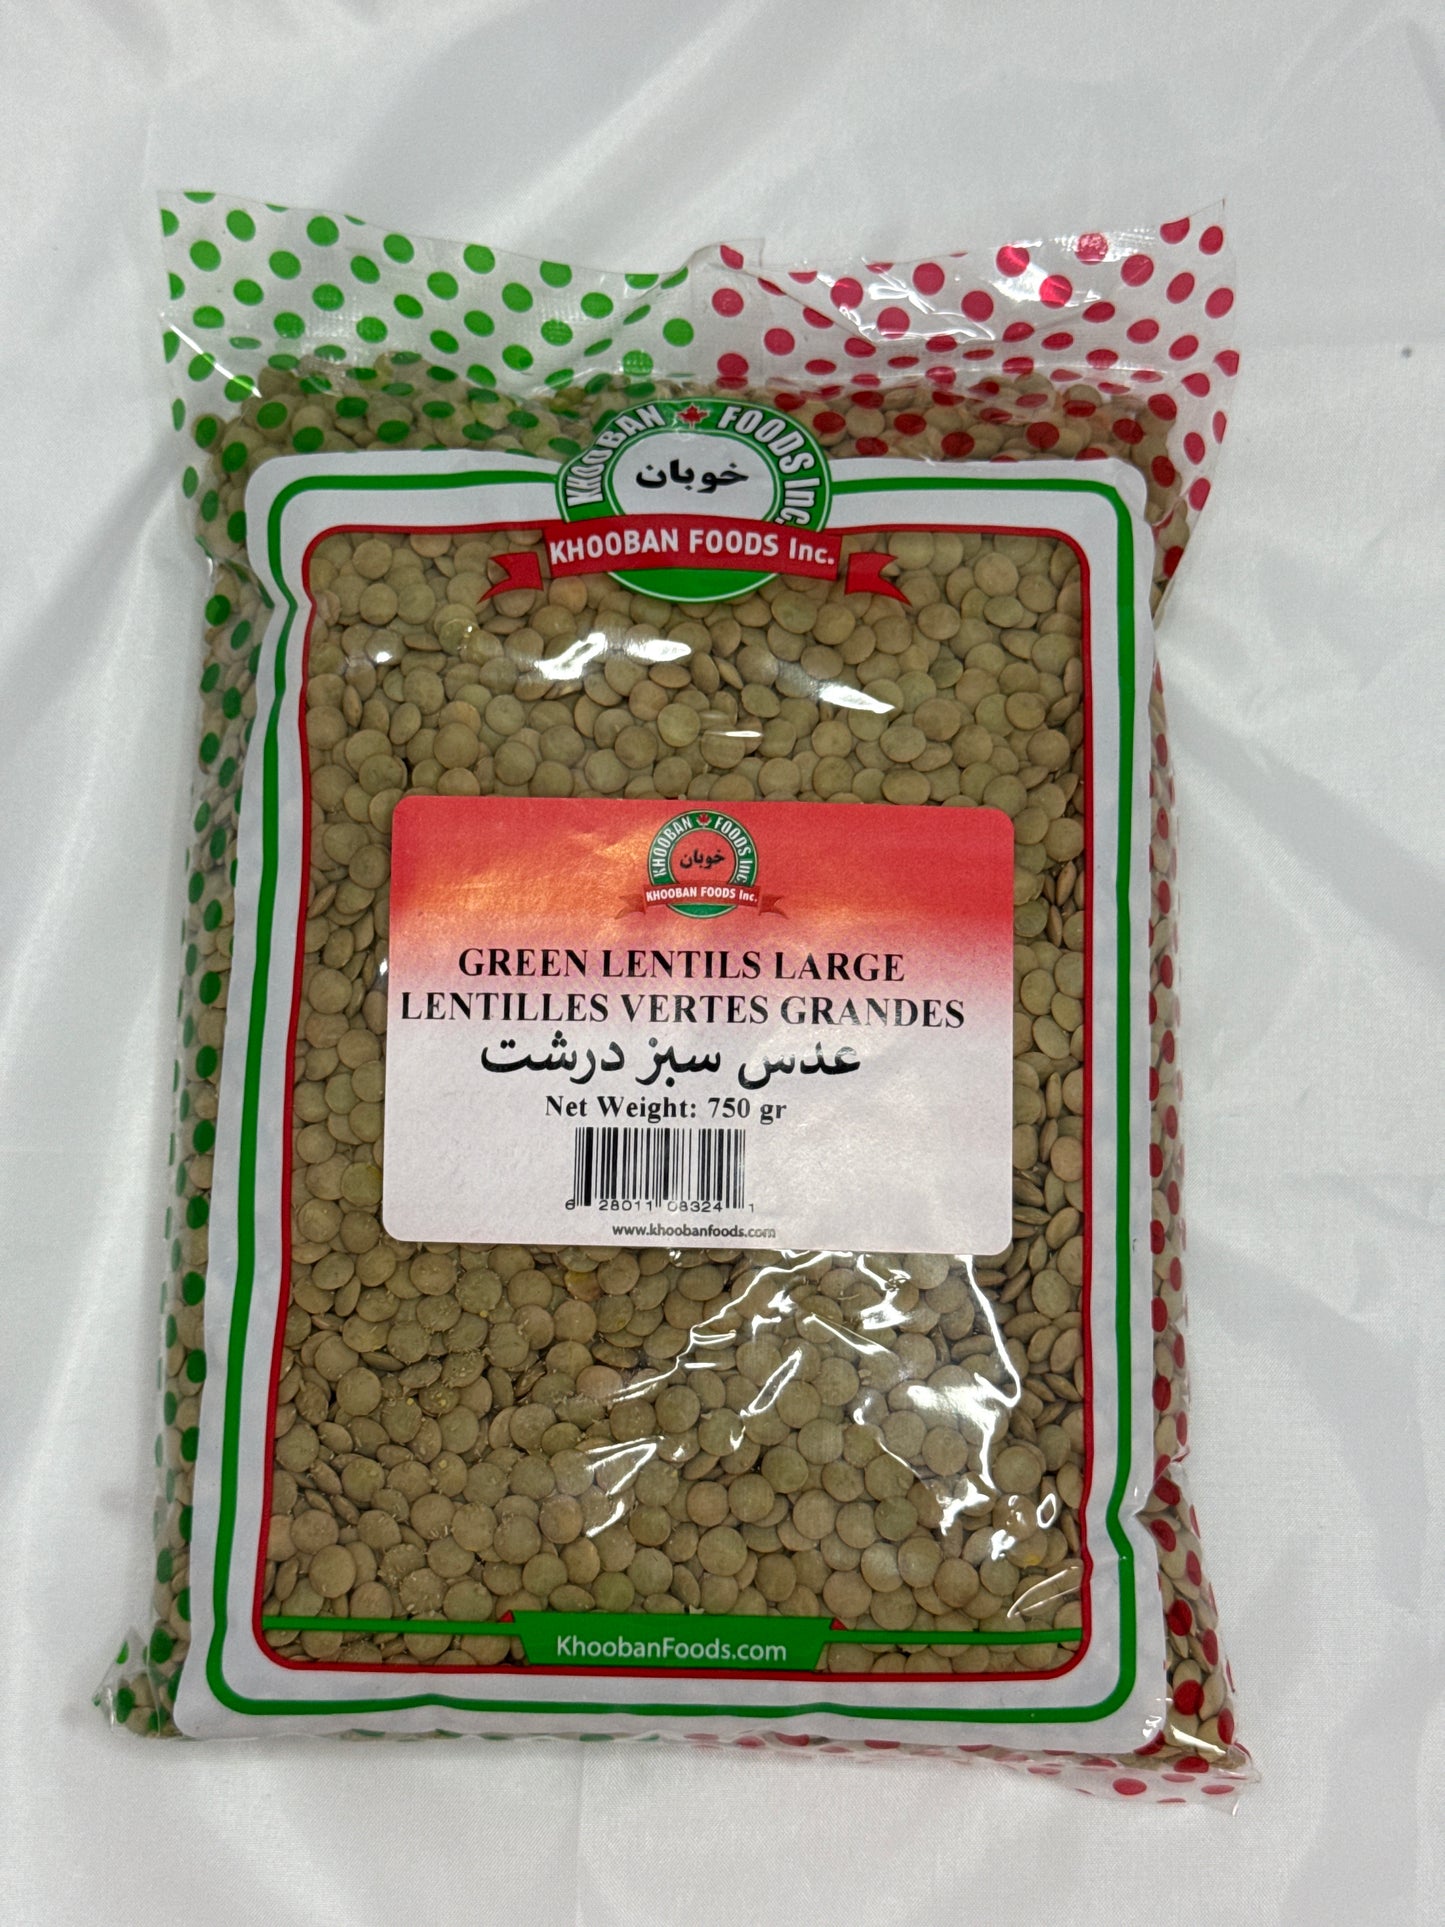 KHOOBAN FOODS Inc.
خوبان
KHOOBAN FOODS Inc.
KHOOBAN FOODS Inc.
خوبان
KHOOBAN FOODS Inc.
GREEN LENTILS LARGE
LENTILLES VERTES GRANDES
عدس سبز درشت
Net Weight: 750 gr
6 28011 08324 1
www.khoobanfoods.com
KhoobanFoods.com